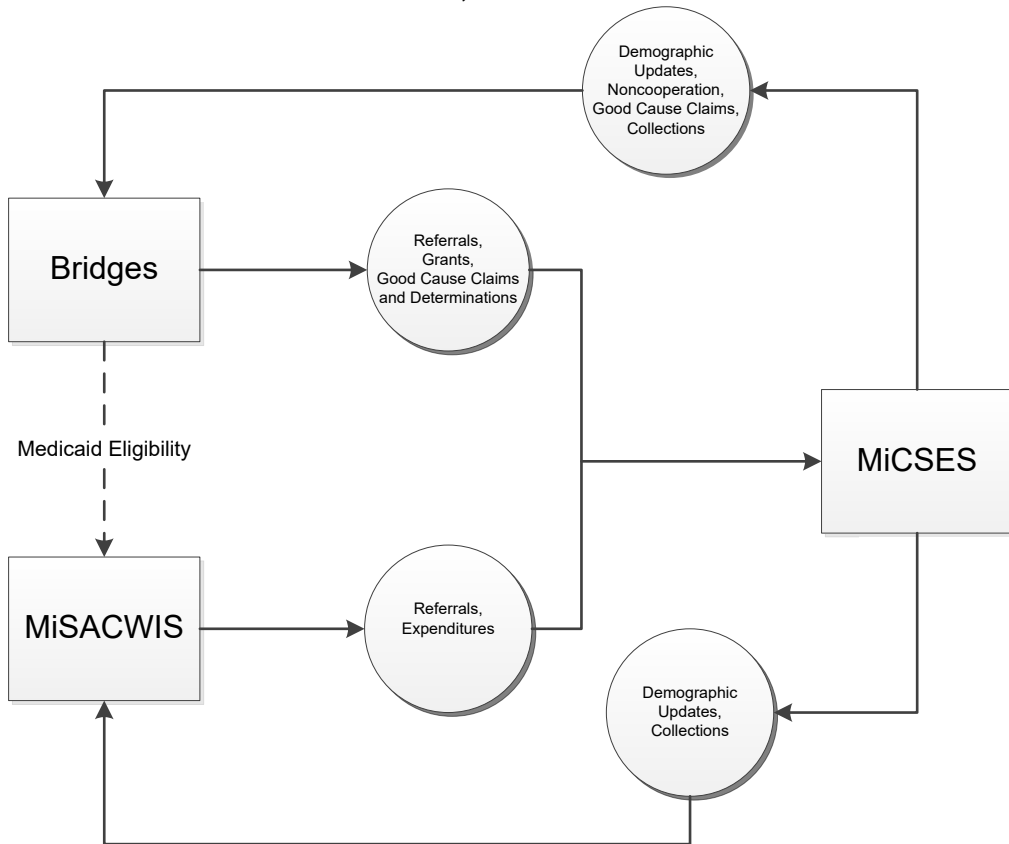 Demographic
Updates,
Noncooperation,
Good Cause Claims,
Collections
Bridges
Referrals,
Grants,
Good Cause Claims
and Determinations
Medicaid Eligibility
MiCSES
MiSACWIS
Referrals,
Expenditures
Demographic
Updates,
Collections